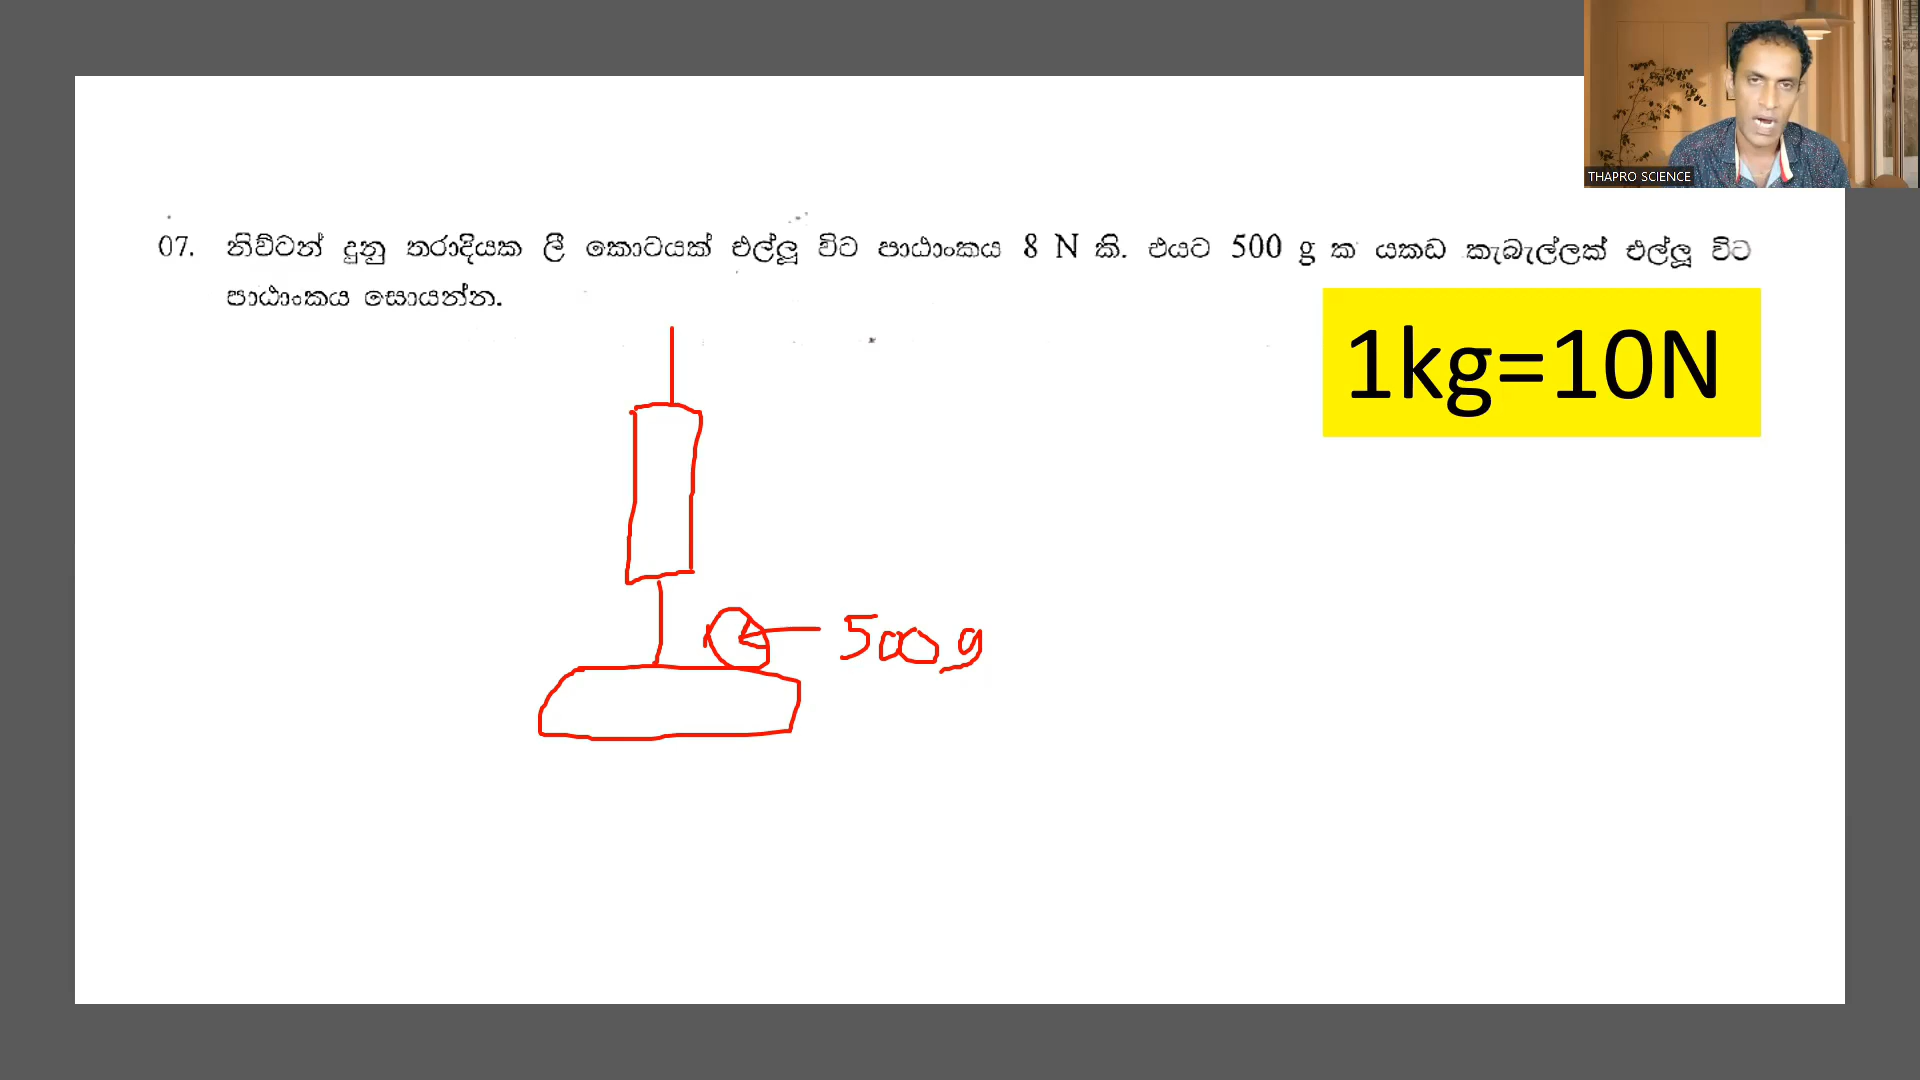 THAPRO SCIENCE
07. නිව්ටන් දුනු තරාදියක ලී කොටයක් එල්ලූ විට පාඨාංකය 8 N කි. එයට 500 g ක යකඩ කැබැල්ලක් එල්ලූ විට
පාඨාංකය සොයන්න.
1kg=10N
500g